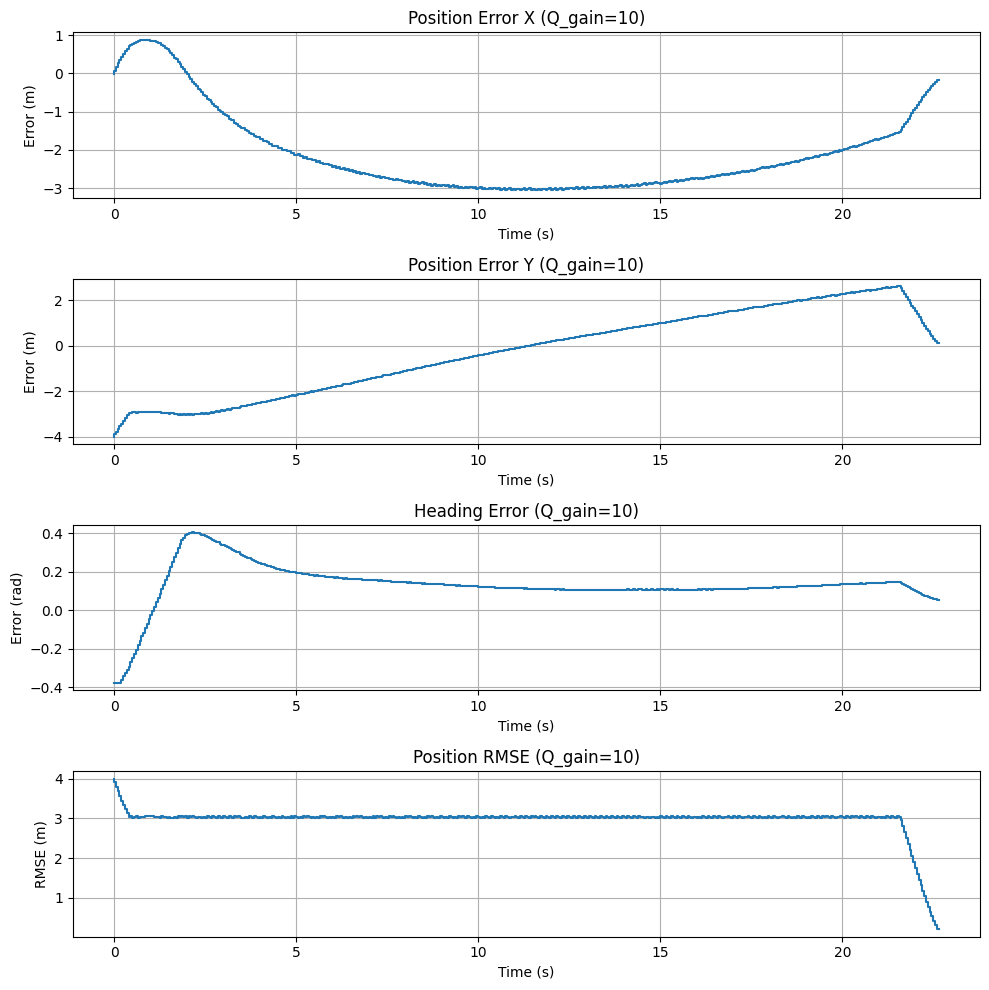 Position Error X (Q_gain=10)
1
0
−1
−2
−3
Error (m)
0 5 10 15 20
Time (s)
Position Error Y (Q_gain=10)
2
0
−2
−4
Error (m)
0 5 10 15 20
Time (s)
Heading Error (Q_gain=10)
0.4
0.2
0.0
−0.2
−0.4
Error (rad)
0 5 10 15 20
Time (s)
Position RMSE (Q_gain=10)
4
3
2
1
RMSE (m)
0 5 10 15 20
Time (s)